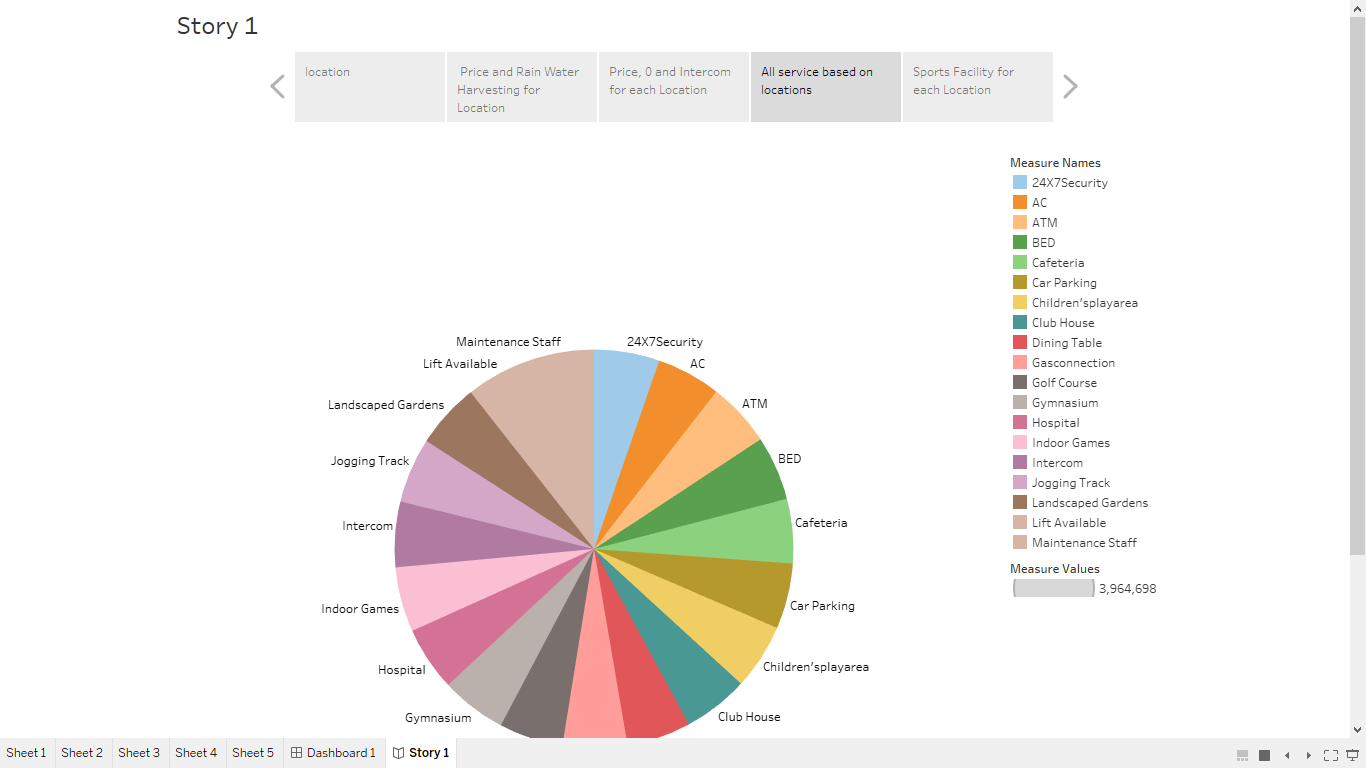 Story 1
location
Price and Rain Water
Harvesting for
Location
Price, 0 and Intercom
for each Location
All service based on
locations
Sports Facility for
each Location
Measure Names
24X7Security
AC
ATM
BED
Cafeteria
Car Parking
Children'splayarea
Club House
Dining Table
Gasconnection
Golf Course
Gymnasium
Hospital
Indoor Games
Intercom
Jogging Track
Landscaped Gardens
Lift Available
Maintenance Staff
Measure Values
3,964,698
Maintenance Staff
24X7Security
Lift Available
AC
Landscaped Gardens
ATM
Jogging Track
BED
Intercom
Cafeteria
Indoor Games
Car Parking
Hospital
Children'splayarea
Gymnasium
Club House
Sheet 1
Sheet 2
Sheet 3
Sheet 4
Sheet 5
Dashboard 1
Story 1